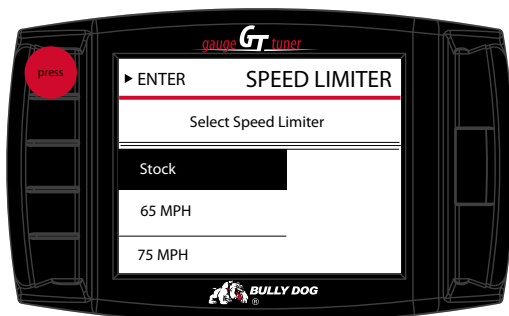 gauge GT tuner
press
▸ ENTER SPEED LIMITER
Select Speed Limiter
Stock
65 MPH
75 MPH
BULLY DOG
®